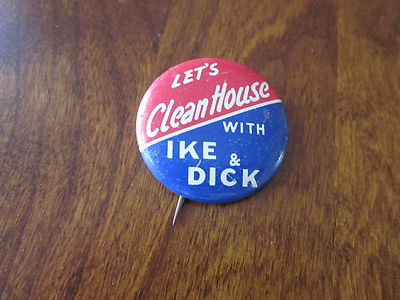 LET'S
Clean House
WITH
IKE &
DICK